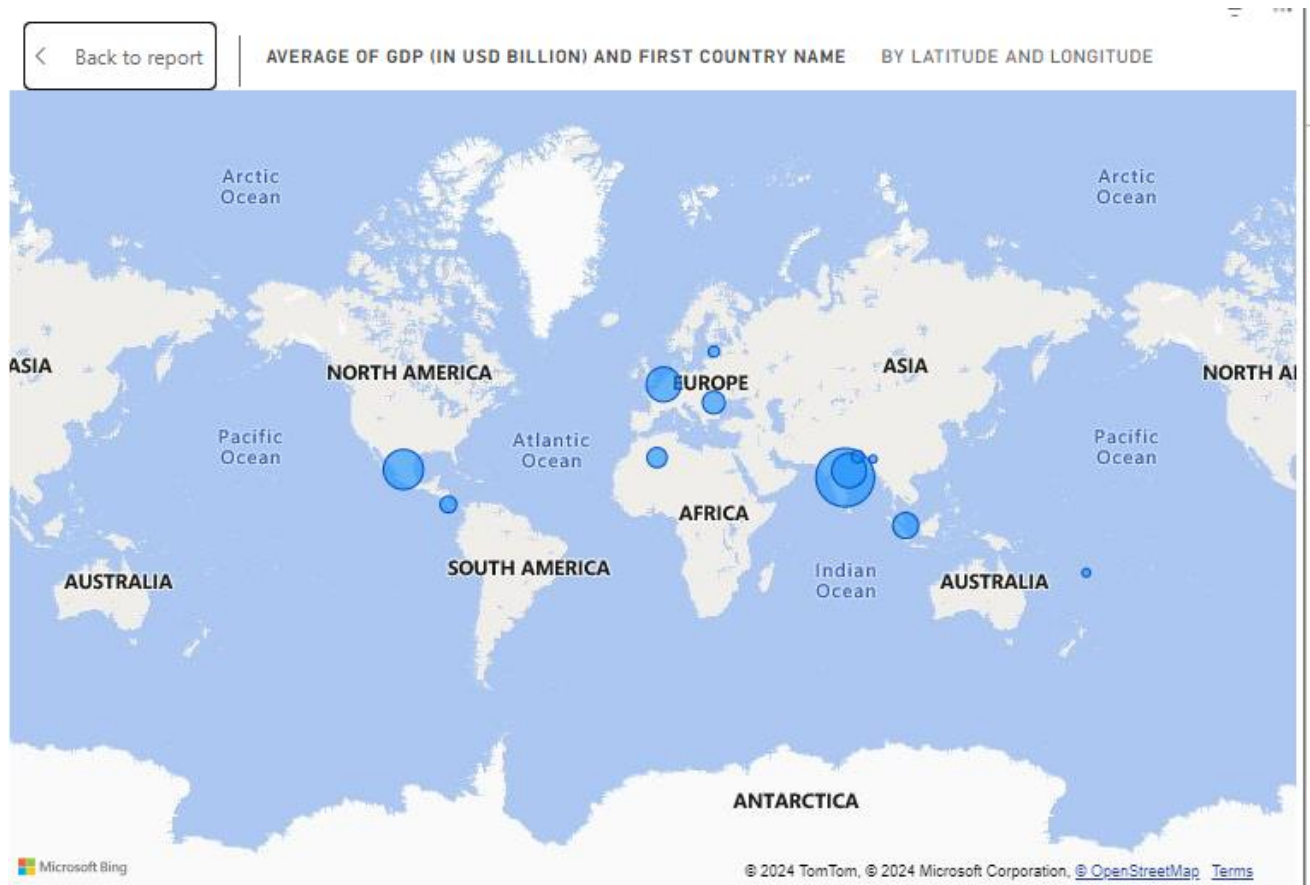 Back to report
AVERAGE OF GDP (IN USD BILLION) AND FIRST COUNTRY NAME BY LATITUDE AND LONGITUDE
Arctic
Ocean
Arctic
Ocean
ASIA
NORTH AMERICA
EUROPE
ASIA
NORTH AM
Pacific
Ocean
Atlantic
Ocean
Pacific
Ocean
AFRICA
SOUTH AMERICA
AUSTRALIA
Indian
Ocean
AUSTRALIA
ANTARCTICA
Microsoft Bing
© 2024 TomTom, © 2024 Microsoft Corporation, © OpenStreetMap Terms